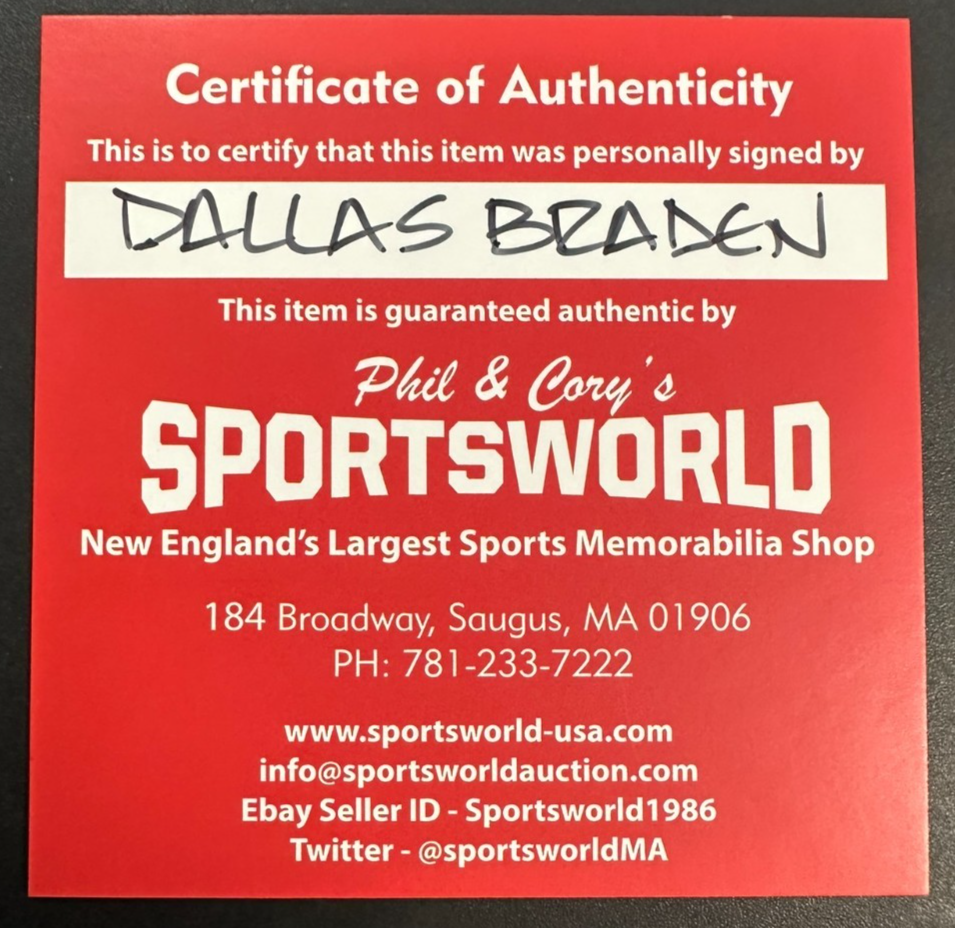 Certificate of Authenticity
This is to certify that this item was personally signed by
DALLAS BRADEN
This item is guaranteed authentic by
Phil & Cory's
SPORTSWORLD
New England's Largest Sports Memorabilia Shop
184 Broadway, Saugus, MA 01906
PH: 781-233-7222
www.sportsworld-usa.com
info@sportsworldauction.com
Ebay Seller ID - Sportsworld1986
Twitter - @sportsworldMA